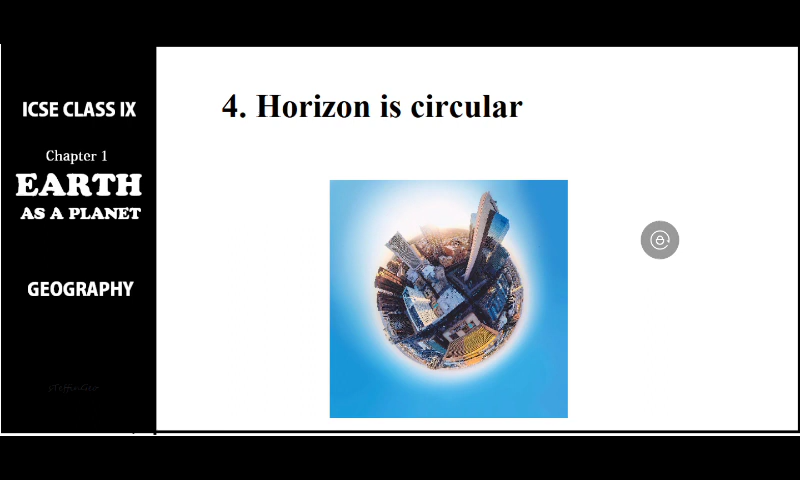 4. Horizon is circular
ICSE CLASS IX
Chapter 1
EARTH
AS A PLANET
GEOGRAPHY